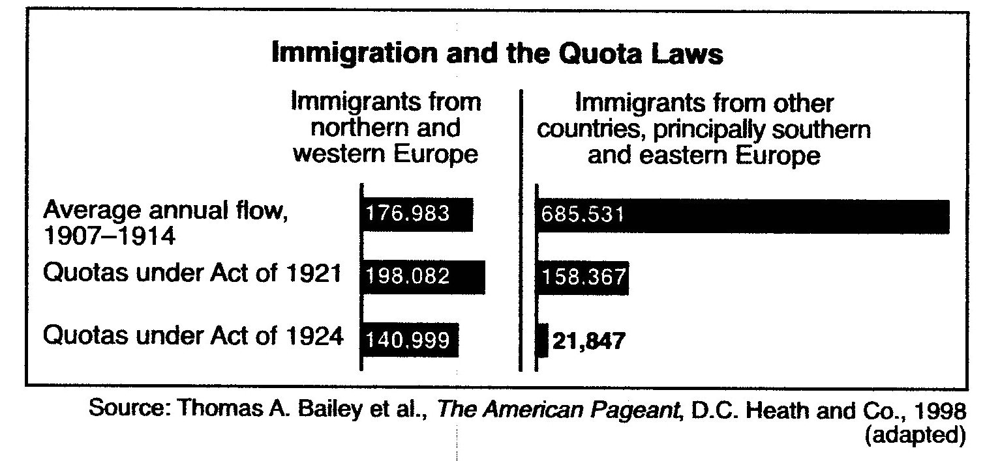 Immigration and the Quota Laws
Immigrants from
northern and
western Europe
Immigrants from other
countries, principally southern
and eastern Europe
Average annual flow,
1907–1914
176.983
685.531
Quotas under Act of 1921
198.082
158.367
Quotas under Act of 1924
140.999
21,847
Source: Thomas A. Bailey et al., The American Pageant, D.C. Heath and Co., 1998
(adapted)